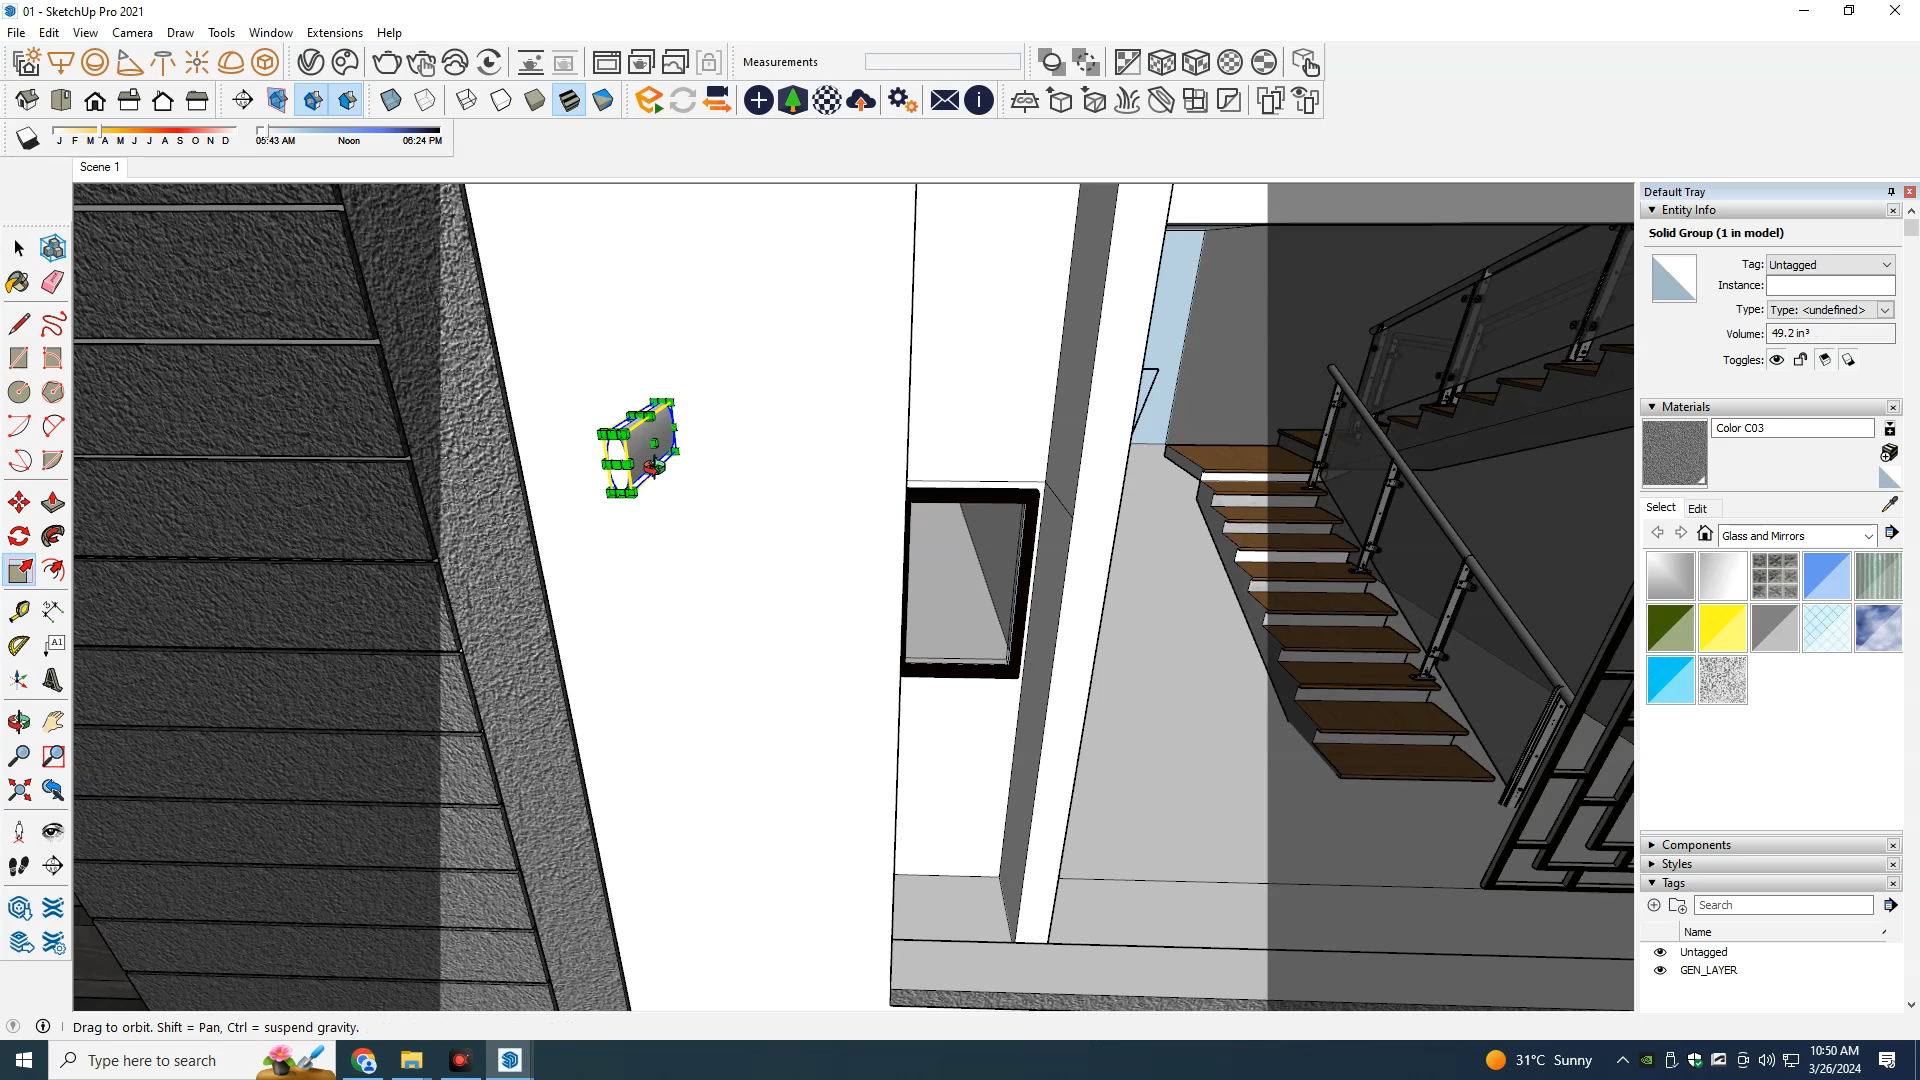 01 - SketchUp Pro 2021
File Edit View Camera Draw Tools Window Extensions Help
Measurements
J F M A M J J A S O N D
05:43 AM Noon 06:24 PM
Scene 1
Default Tray
Entity Info
Solid Group (1 in model)
Tag: Untagged
Instance:
Type: Type: <undefined>
Volume: 49.2 in³
Toggles:
Materials
Color C03
Select Edit
Glass and Mirrors
A1
Components
Styles
Tags
Search
Name
Untagged
GEN_LAYER
Drag to orbit. Shift = Pan, Ctrl = suspend gravity.
Type here to search
31°C Sunny
10:50 AM
3/26/2024